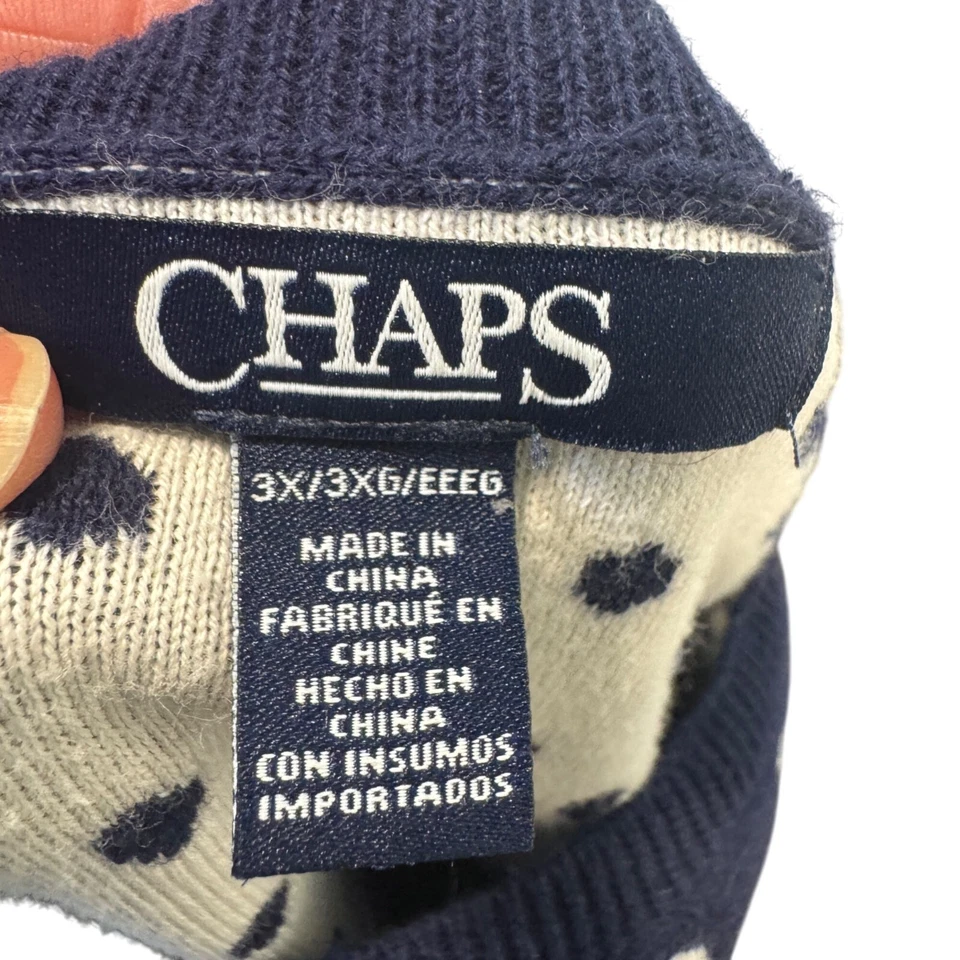 CHAPS
3X/3XG/EEEG
MADE IN
CHINA
FABRIQUÉ EN
CHINE
HECHO EN
CHINA
CON INSUMOS
IMPORTADOS